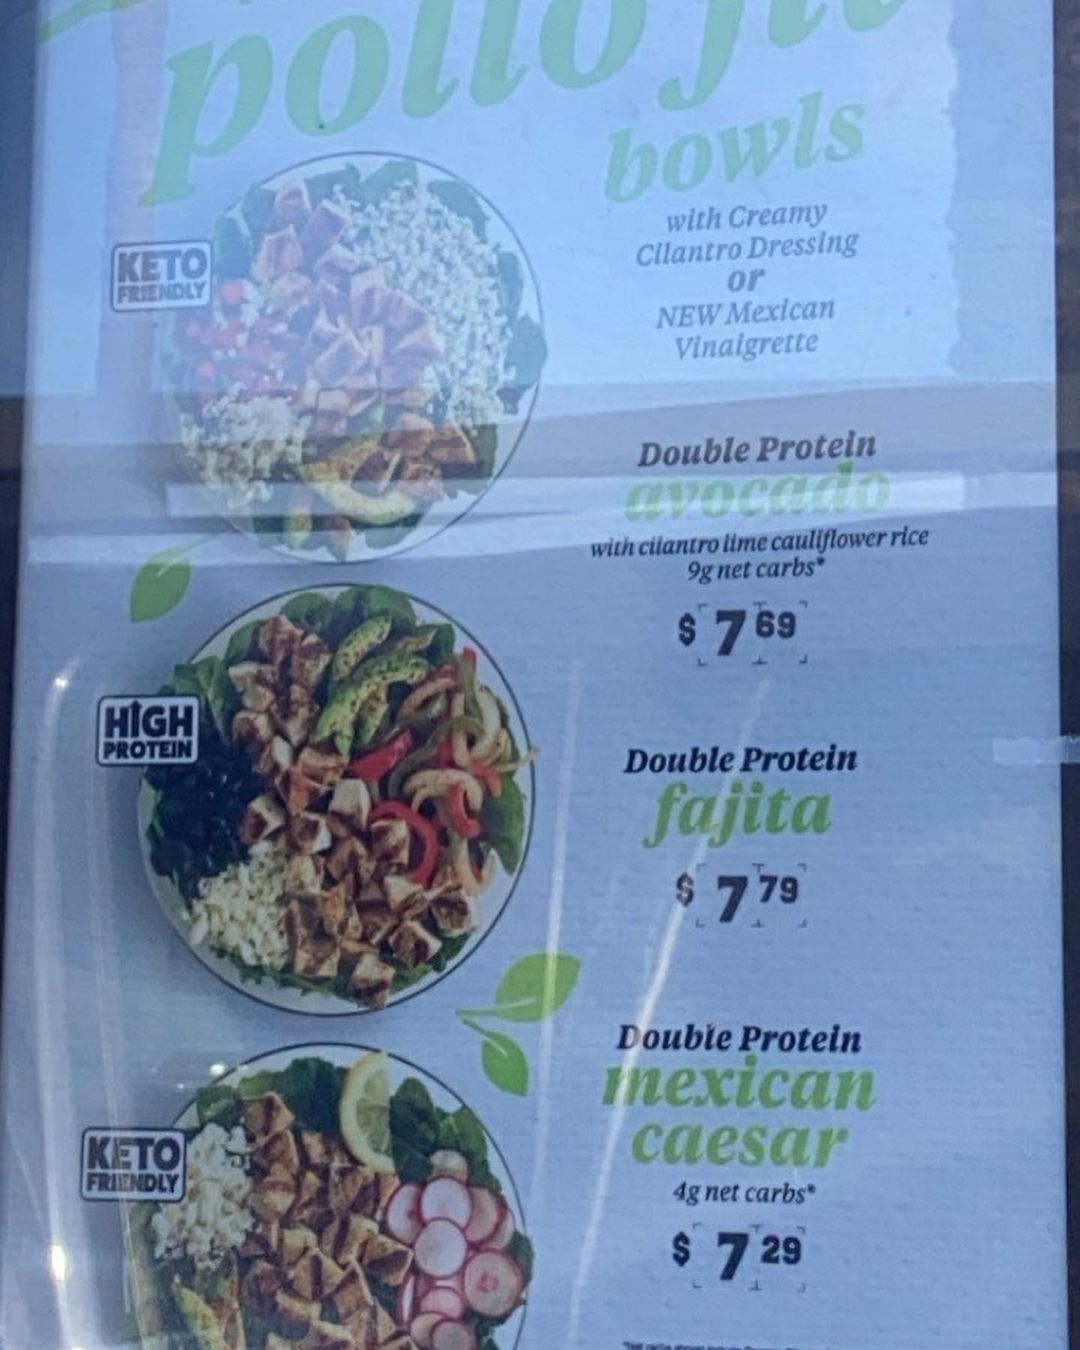 pollo fit
bowls
with Creamy
Cilantro Dressing
or
NEW Mexican
Vinaigrette
KETO
FRIENDLY
Double Protein
avocado
with cilantro lime cauliflower rice
9g net carbs*
$ 7 69
HIGH
PROTEIN
Double Protein
fajita
$ 7 79
Double Protein
mexican
caesar
4g net carbs*
$ 7 29
KETO
FRIENDLY